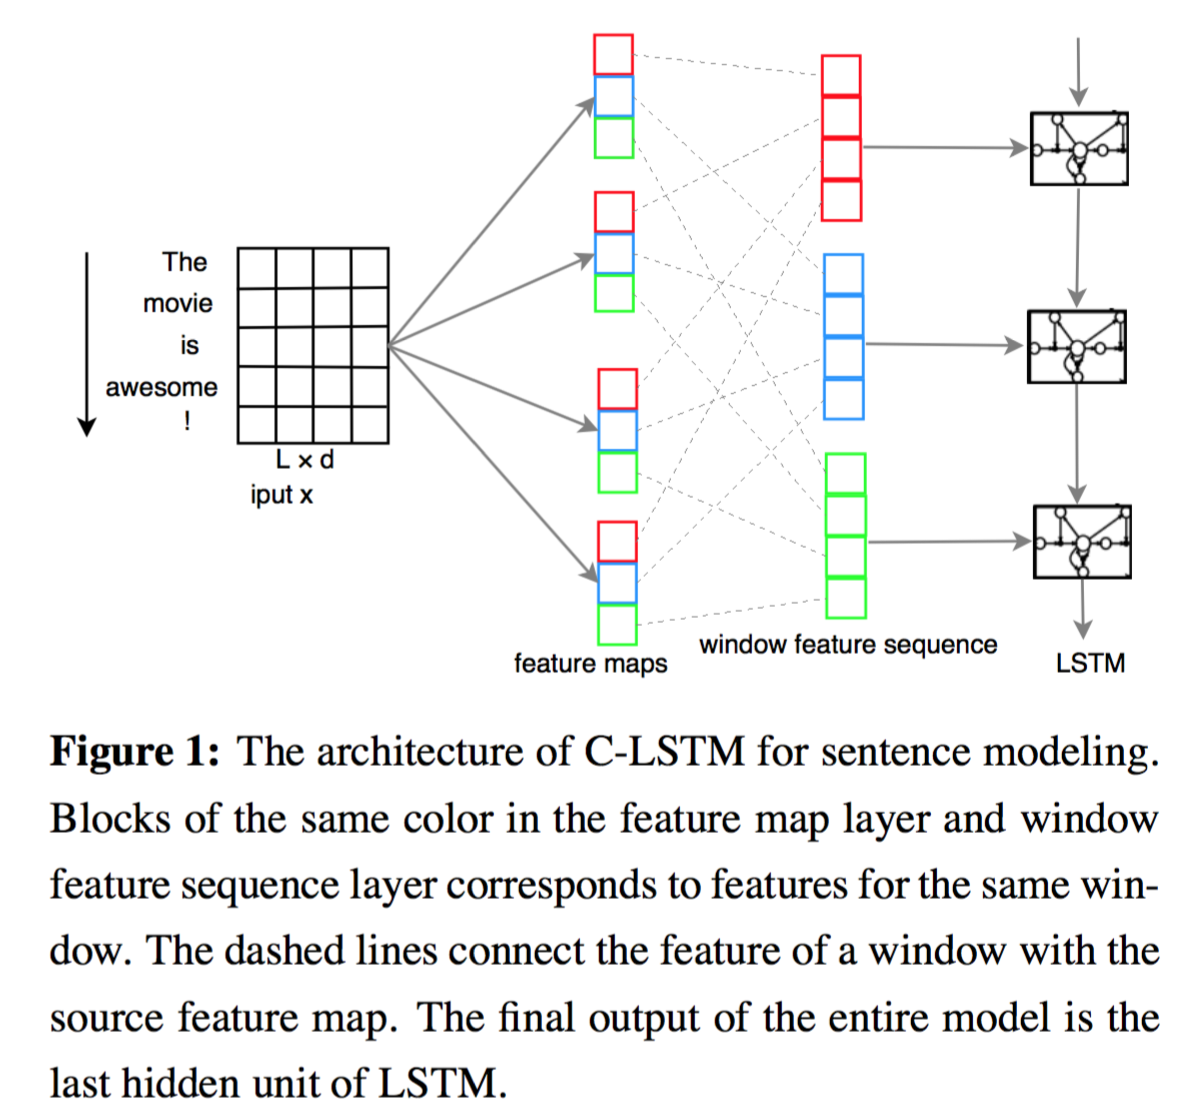 The
movie
is
awesome
!
L x d
iput x
feature maps
window feature sequence
LSTM
Figure 1: The architecture of C-LSTM for sentence modeling.
Blocks of the same color in the feature map layer and window
feature sequence layer corresponds to features for the same win-
dow. The dashed lines connect the feature of a window with the
source feature map. The final output of the entire model is the
last hidden unit of LSTM.